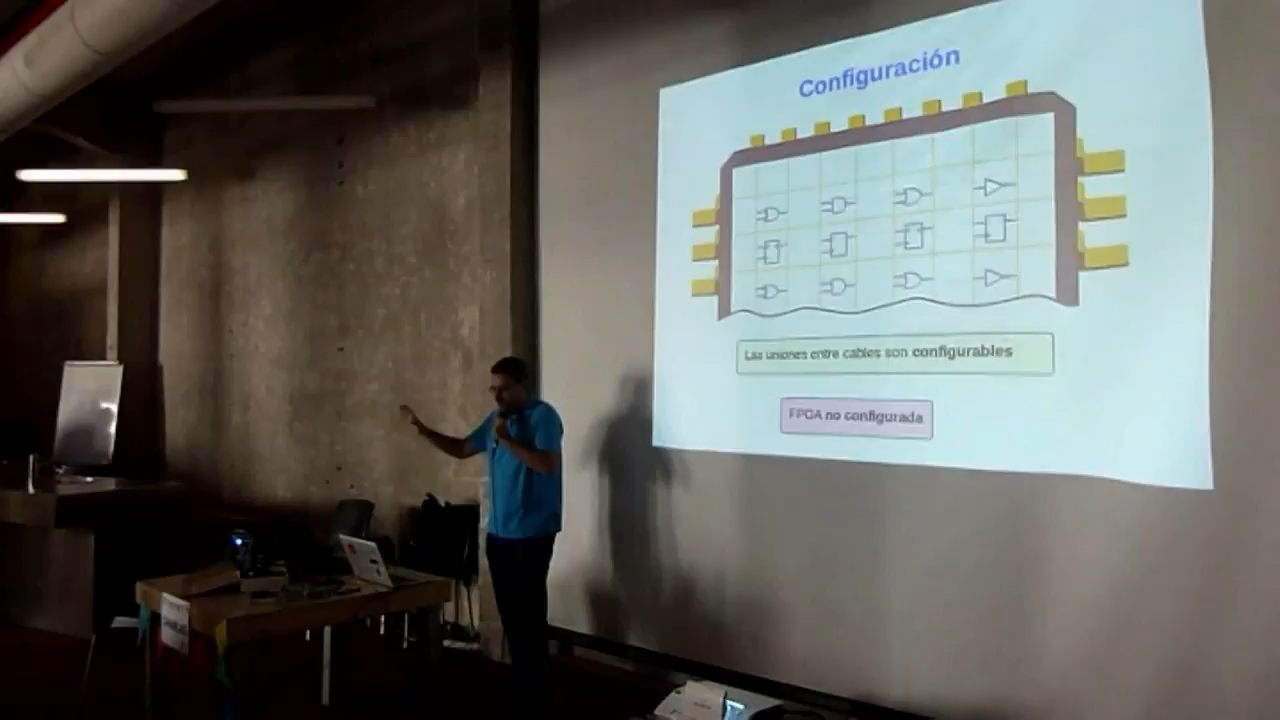 Configuración
Las uniones entre cables son configurables
FPGA no configurada